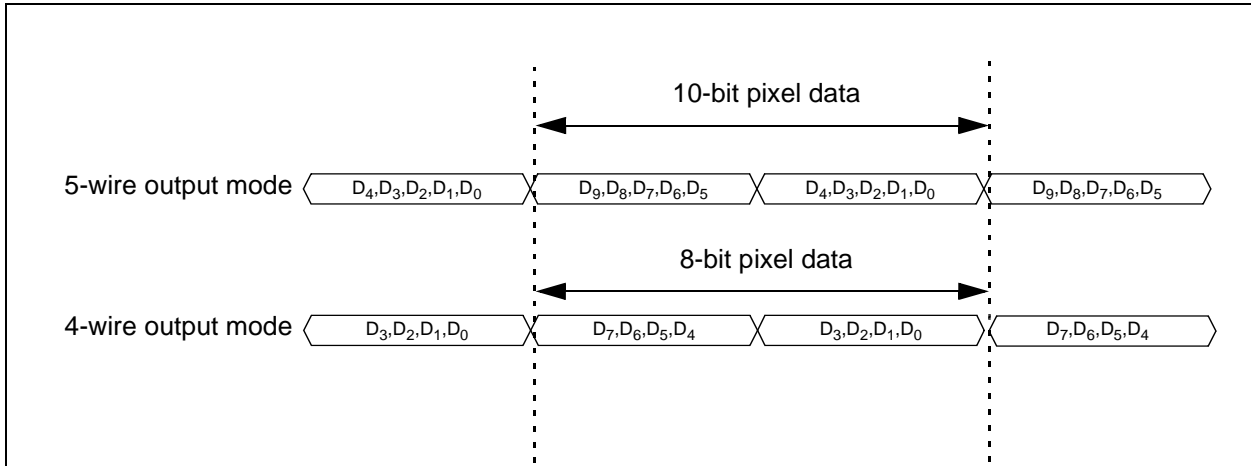 10-bit pixel data
5-wire output mode D₄,D₃,D₂,D₁,D₀ D₉,D₈,D₇,D₆,D₅ D₄,D₃,D₂,D₁,D₀ D₉,D₈,D₇,D₆,D₅
8-bit pixel data
4-wire output mode D₃,D₂,D₁,D₀ D₇,D₆,D₅,D₄ D₃,D₂,D₁,D₀ D₇,D₆,D₅,D₄